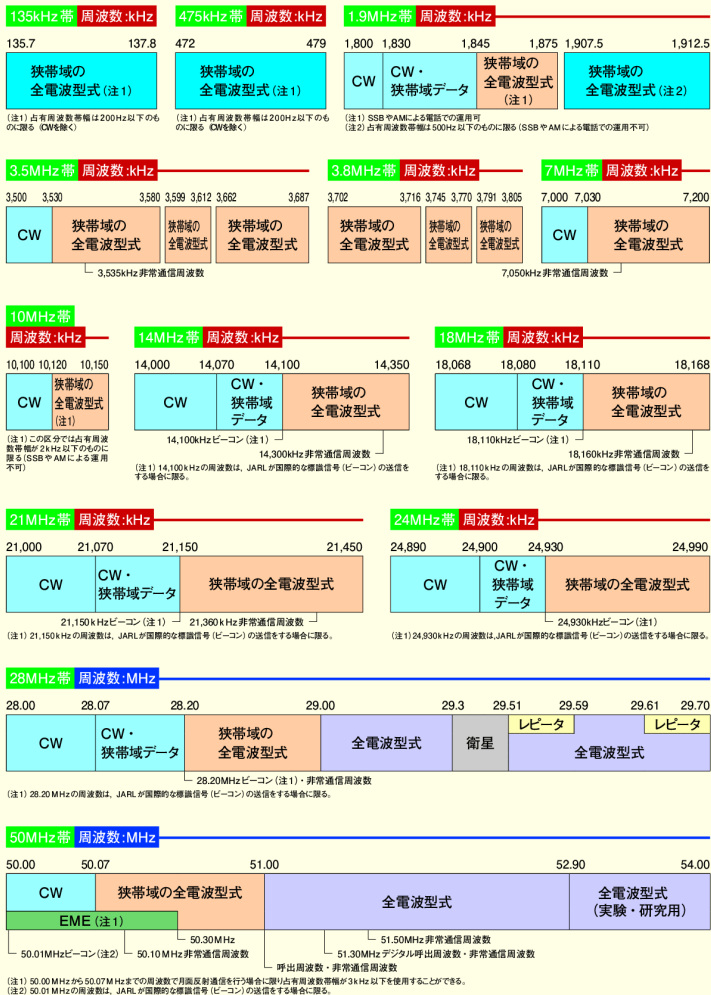 135kHz帯 周波数:kHz
135.7 137.8
狭帯域の
全電波型式(注1)
(注1) 占有周波数帯幅は200Hz以下のも
のに限る (CWを除く)
475kHz帯 周波数:kHz
472 479
狭帯域の
全電波型式(注1)
(注1) 占有周波数帯幅は200Hz以下のも
のに限る (CWを除く)
1.9MHz帯 周波数:kHz
1,800 1,830 1,845 1,875 1,907.5 1,912.5
CW
CW・
狭帯域データ
狭帯域の
全電波型式
(注1)
狭帯域の
全電波型式(注2)
(注1) SSBやAMによる電話での運用可
(注2) 占有周波数帯幅は500Hz以下のものに限る(SSBやAMによる電話での運用不可)
3.5MHz帯 周波数:kHz
3,500 3,530 3,580 3,599 3,612 3,662 3,687
CW
狭帯域の
全電波型式
狭帯域の
全電波型式
狭帯域の
全電波型式
3,535kHz非常通信周波数
3.8MHz帯 周波数:kHz
3,702 3,716 3,745 3,770 3,791 3,805
狭帯域の
全電波型式
狭帯域の
全電波型式
狭帯域の
全電波型式
7MHz帯 周波数:kHz
7,000 7,030 7,200
CW
狭帯域の
全電波型式
7,050kHz非常通信周波数
10MHz帯
周波数:kHz
10,100 10,120 10,150
CW
狭帯域の
全電波型式
(注1)
(注1) この区分では占有周波
数帯幅が2kHz以下のものに
限る(SSBやAMによる運用
不可)
14MHz帯 周波数:kHz
14,000 14,070 14,100 14,350
CW
CW・
狭帯域
データ
狭帯域の
全電波型式
14,100kHzビーコン(注1)
14,300kHz非常通信周波数
(注1) 14,100kHzの周波数は、JARLが国際的な標識信号(ビーコン)の送信を
する場合に限る。
18MHz帯 周波数:kHz
18,068 18,080 18,110 18,168
CW
CW・
狭帯域
データ
狭帯域の
全電波型式
18,110kHzビーコン(注1)
18,160kHz非常通信周波数
(注1) 18,110kHzの周波数は、JARLが国際的な標識信号(ビーコン)の送信を
する場合に限る。
21MHz帯 周波数:kHz
21,000 21,070 21,150 21,450
CW
CW・
狭帯域データ
狭帯域の全電波型式
21,150kHzビーコン(注1) 21,360kHz非常通信周波数
(注1) 21,150kHzの周波数は、JARLが国際的な標識信号(ビーコン)の送信をする場合に限る。
24MHz帯 周波数:kHz
24,890 24,900 24,930 24,990
CW
CW・
狭帯域
データ
狭帯域の全電波型式
24,930kHzビーコン(注1)
(注1) 24,930kHzの周波数は、JARLが国際的な標識信号(ビーコン)の送信をする場合に限る。
28MHz帯 周波数:MHz
28.00 28.07 28.20 29.00 29.3 29.51 29.59 29.61 29.70
CW
CW・
狭帯域データ
狭帯域の
全電波型式
全電波型式
衛星
レピータ レピータ
全電波型式
28.20MHzビーコン(注1)・非常通信周波数
(注1) 28.20MHzの周波数は、JARLが国際的な標識信号(ビーコン)の送信をする場合に限る。
50MHz帯 周波数:MHz
50.00 50.07 51.00 52.90 54.00
CW
狭帯域の全電波型式
全電波型式
全電波型式
(実験・研究用)
EME(注1)
50.30MHz
51.50MHz非常通信周波数
50.01MHzビーコン(注2) 50.10MHz非常通信周波数
51.30MHzデジタル呼出周波数・非常通信周波数
呼出周波数・非常通信周波数
(注1) 50.00MHzから50.07MHzまでの周波数で月面反射通信を行う場合に限り占有周波数帯幅が3kHz以下を使用することができる。
(注2) 50.01MHzの周波数は、JARLが国際的な標識信号(ビーコン)の送信をする場合に限る。